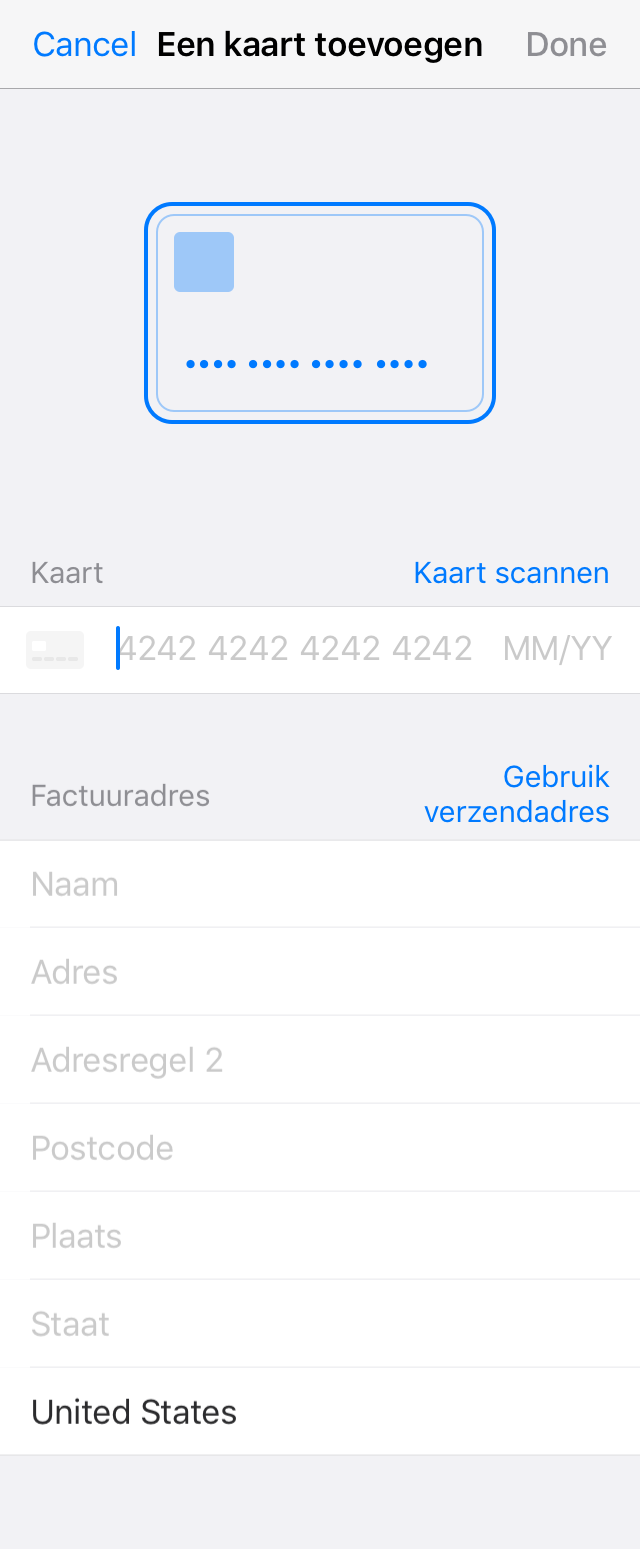 Cancel Een kaart toevoegen Done
Kaart Kaart scannen
4242 4242 4242 4242 MM/YY
Factuuradres Gebruik
verzendadres
Naam
Adres
Adresregel 2
Postcode
Plaats
Staat
United States